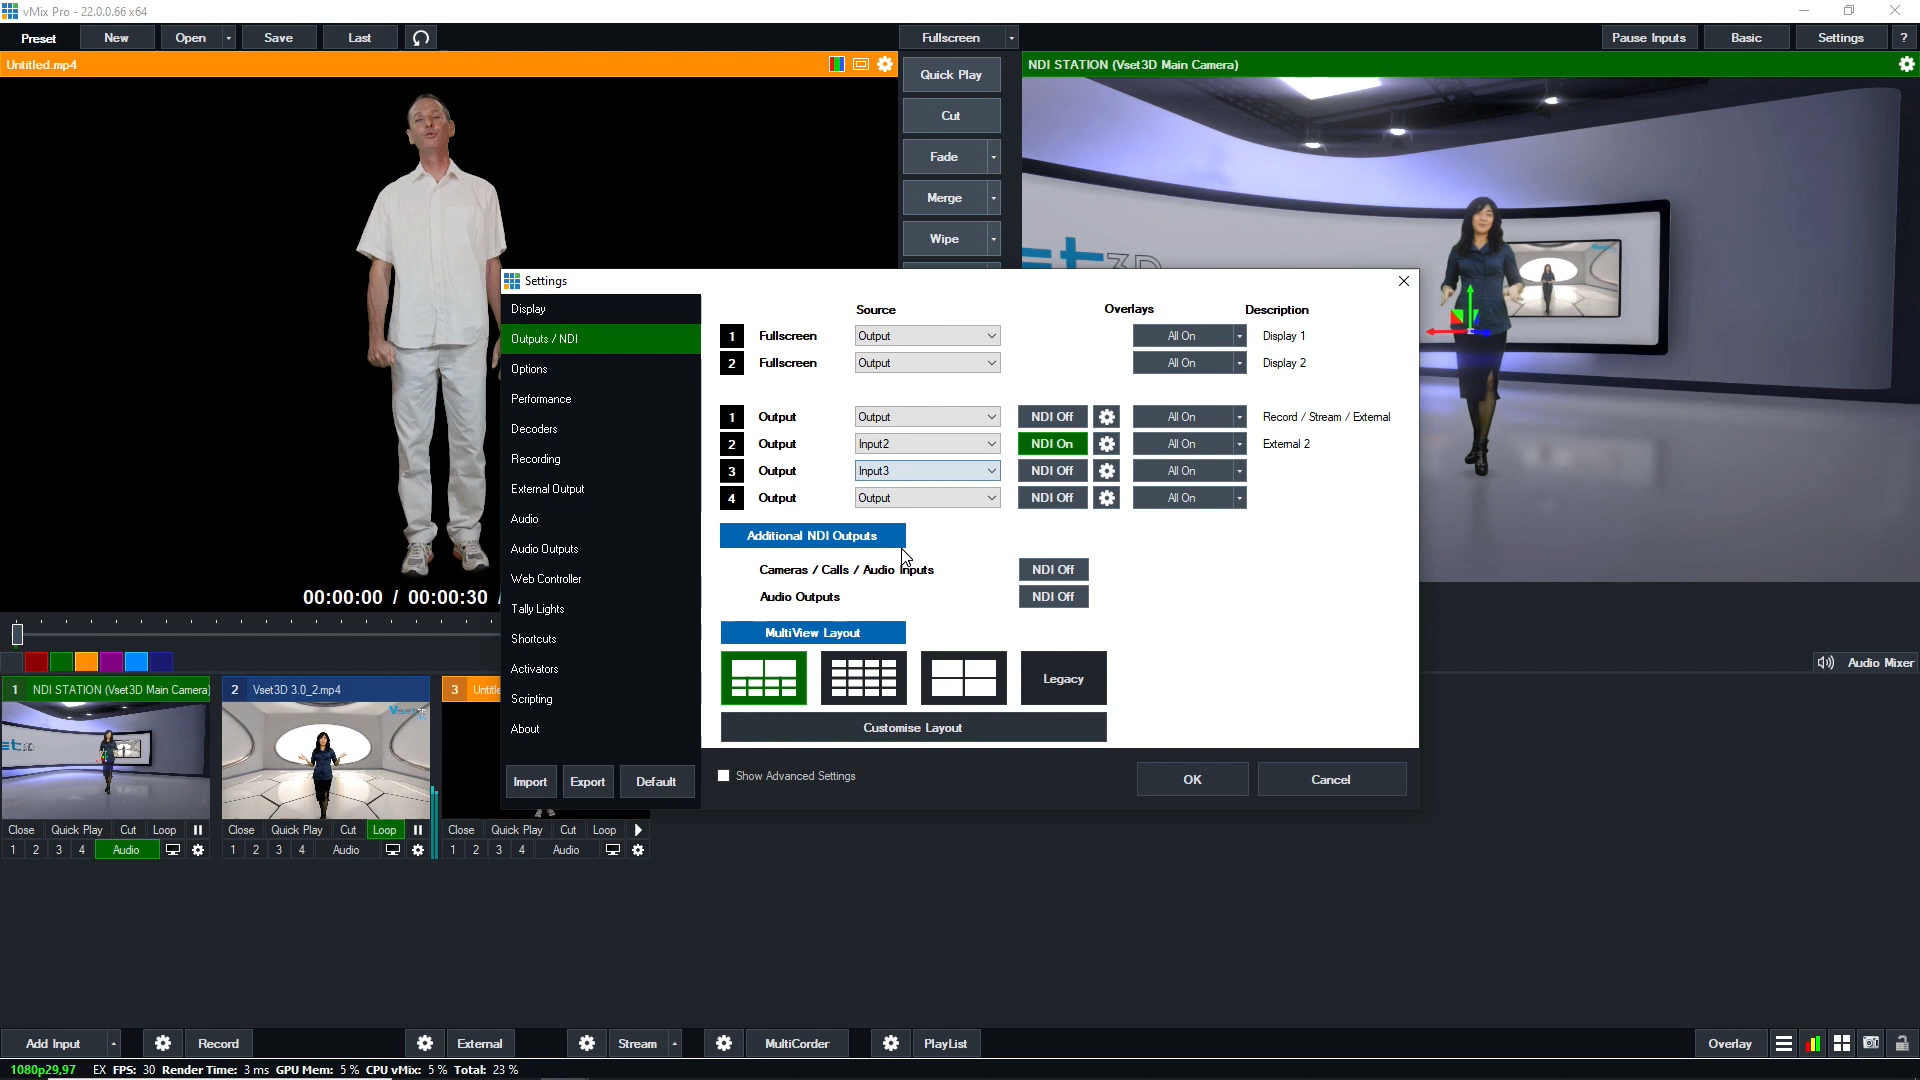 vMix Pro - 22.0.0.66 x64
Preset New Open Save Last Fullscreen Pause Inputs Basic Settings ?
Untitled.mp4
Quick Play
Cut
Fade
Merge
Wipe
NDI STATION (Vset3D Main Camera)
00:00:00 / 00:00:30
Settings
Display
Outputs / NDI
Options
Performance
Decoders
Recording
External Output
Audio
Audio Outputs
Web Controller
Tally Lights
Shortcuts
Activators
Scripting
About
Import Export Default
Source Overlays Description
1 Fullscreen Output All On Display 1
2 Fullscreen Output All On Display 2
1 Output Output NDI Off All On Record / Stream / External
2 Output Input2 NDI On All On External 2
3 Output Input3 NDI Off All On
4 Output Output NDI Off All On
Additional NDI Outputs
Cameras / Calls / Audio Inputs NDI Off
Audio Outputs NDI Off
MultiView Layout
Legacy
Customise Layout
Show Advanced Settings
OK Cancel
Audio Mixer
1 NDI STATION (Vset3D Main Camera)
Close Quick Play Cut Loop
1 2 3 4 Audio
2 Vset3D 3.0_2.mp4
Close Quick Play Cut Loop
1 2 3 4 Audio
3 Untitle
Close Quick Play Cut Loop
1 2 3 4 Audio
Add Input Record External Stream MultiCorder PlayList Overlay
1080p29,97 EX FPS: 30 Render Time: 3 ms GPU Mem: 5 % CPU vMix: 5 % Total: 23 %